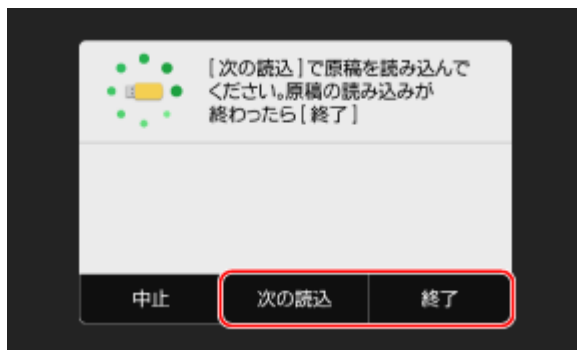 [次の読込]で原稿を読み込んで
ください。原稿の読み込みが
終わったら[終了]
中止 次の読込 終了